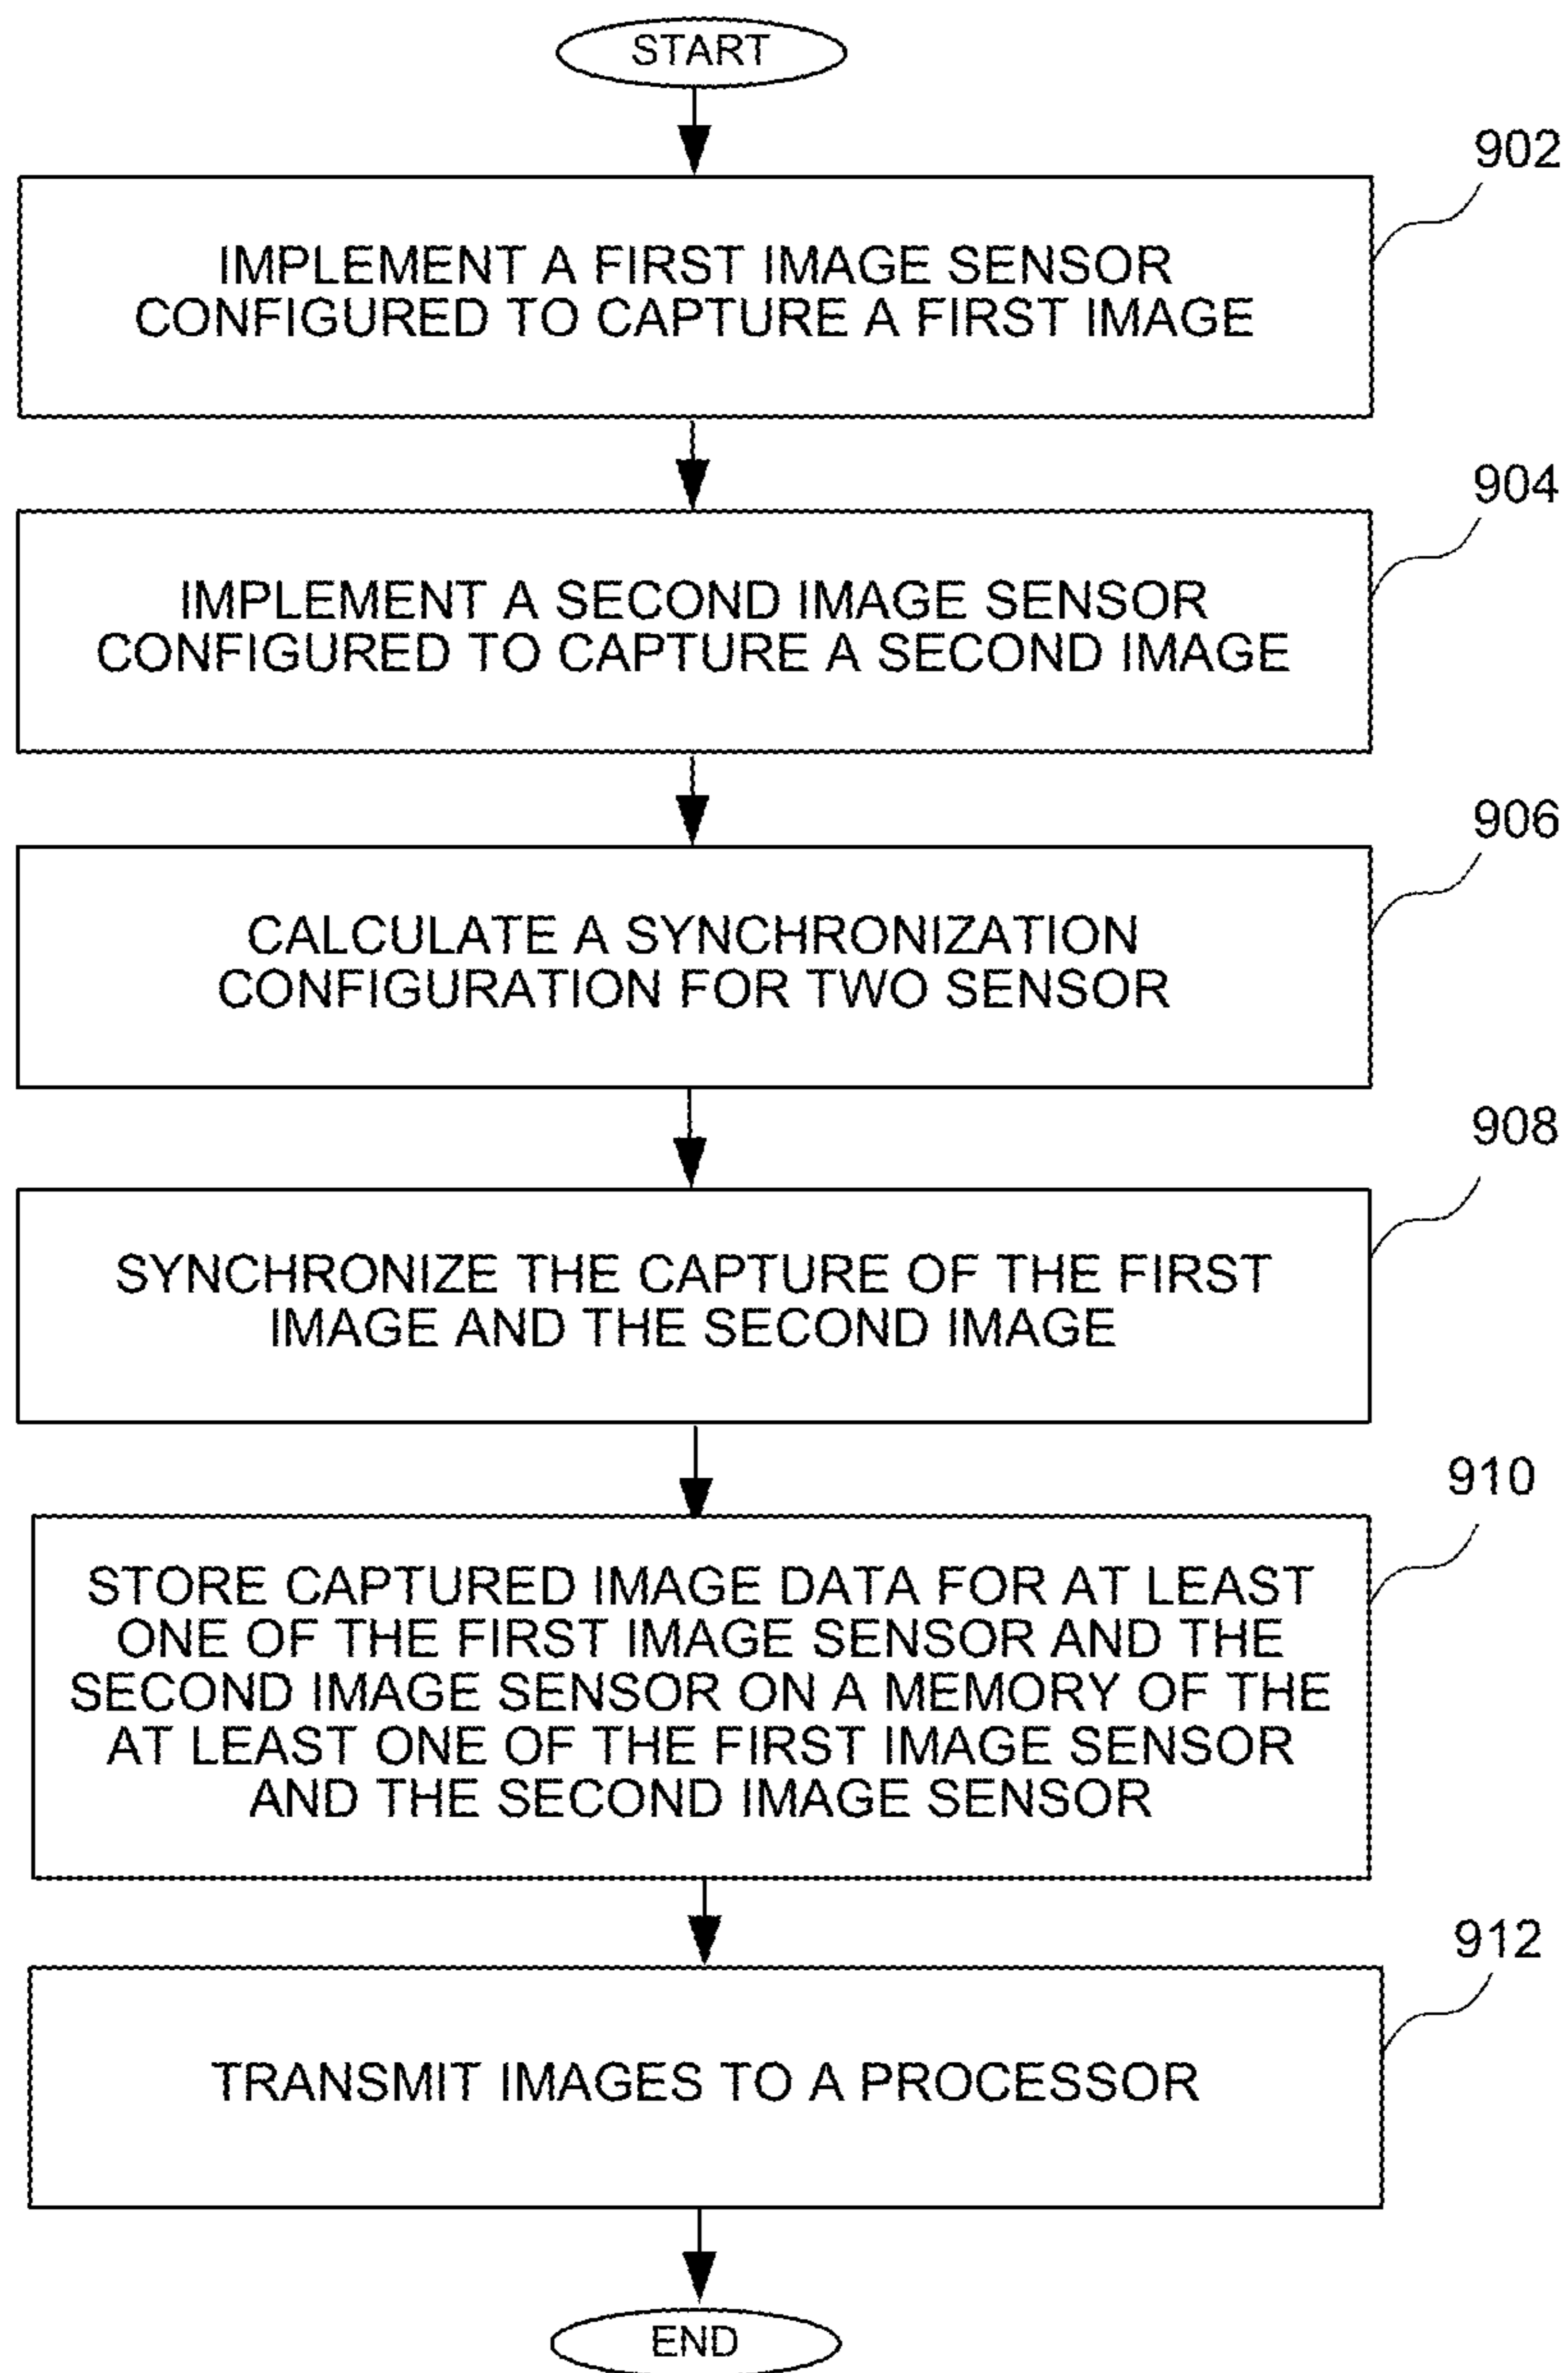 START
902
IMPLEMENT A FIRST IMAGE SENSOR
CONFIGURED TO CAPTURE A FIRST IMAGE
904
IMPLEMENT A SECOND IMAGE SENSOR
CONFIGURED TO CAPTURE A SECOND IMAGE
906
CALCULATE A SYNCHRONIZATION
CONFIGURATION FOR TWO SENSOR
908
SYNCHRONIZE THE CAPTURE OF THE FIRST
IMAGE AND THE SECOND IMAGE
910
STORE CAPTURED IMAGE DATA FOR AT LEAST
ONE OF THE FIRST IMAGE SENSOR AND THE
SECOND IMAGE SENSOR ON A MEMORY OF THE
AT LEAST ONE OF THE FIRST IMAGE SENSOR
AND THE SECOND IMAGE SENSOR
912
TRANSMIT IMAGES TO A PROCESSOR
END